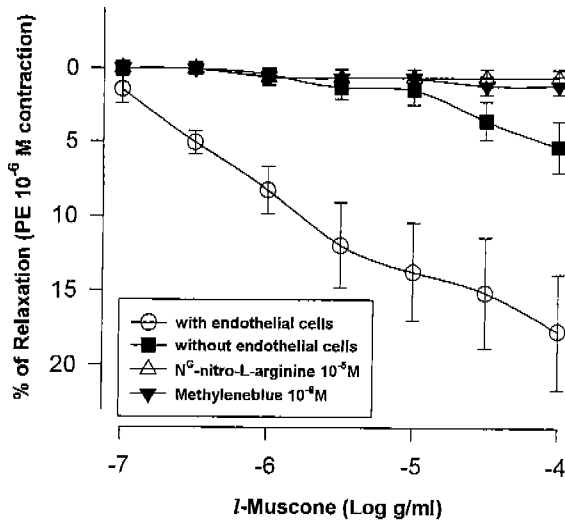 0
5
10
15
20
% of Relaxation (PE 10⁻⁶ M contraction)
with endothelial cells
without endothelial cells
Nᴳ-nitro-L-arginine 10⁻⁵M
Methyleneblue 10⁻⁶M
-7 -6 -5 -4
l-Muscone (Log g/ml)